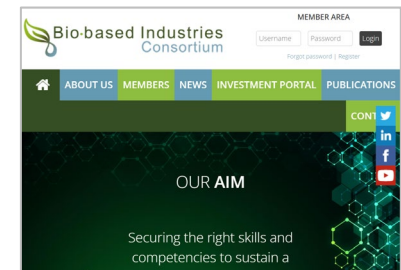 MEMBER AREA
Bio-based Industries
Consortium
Username Password Login
Forgot password | Register
ABOUT US MEMBERS NEWS INVESTMENT PORTAL PUBLICATIONS
CONT
in
f
OUR AIM
Securing the right skills and
competencies to sustain a